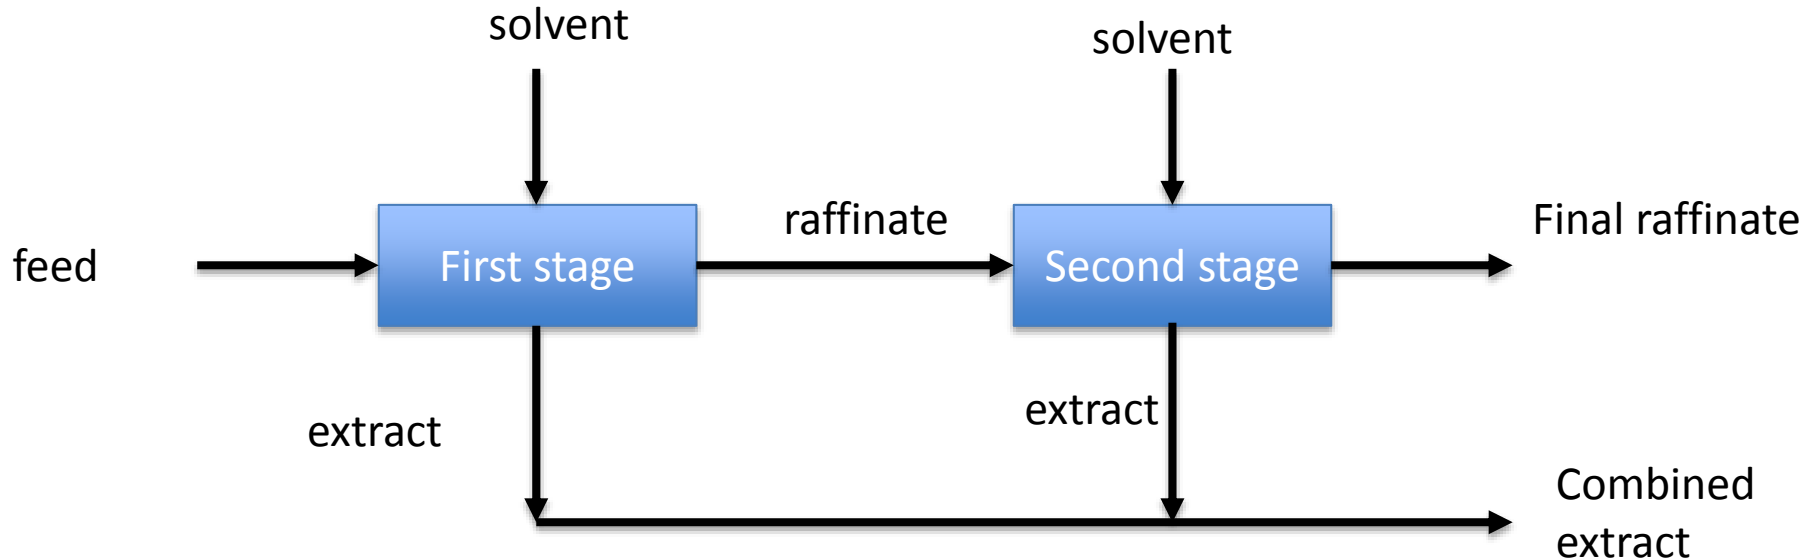 solvent
solvent
feed
First stage
raffinate
Second stage
Final raffinate
extract
extract
Combined
extract